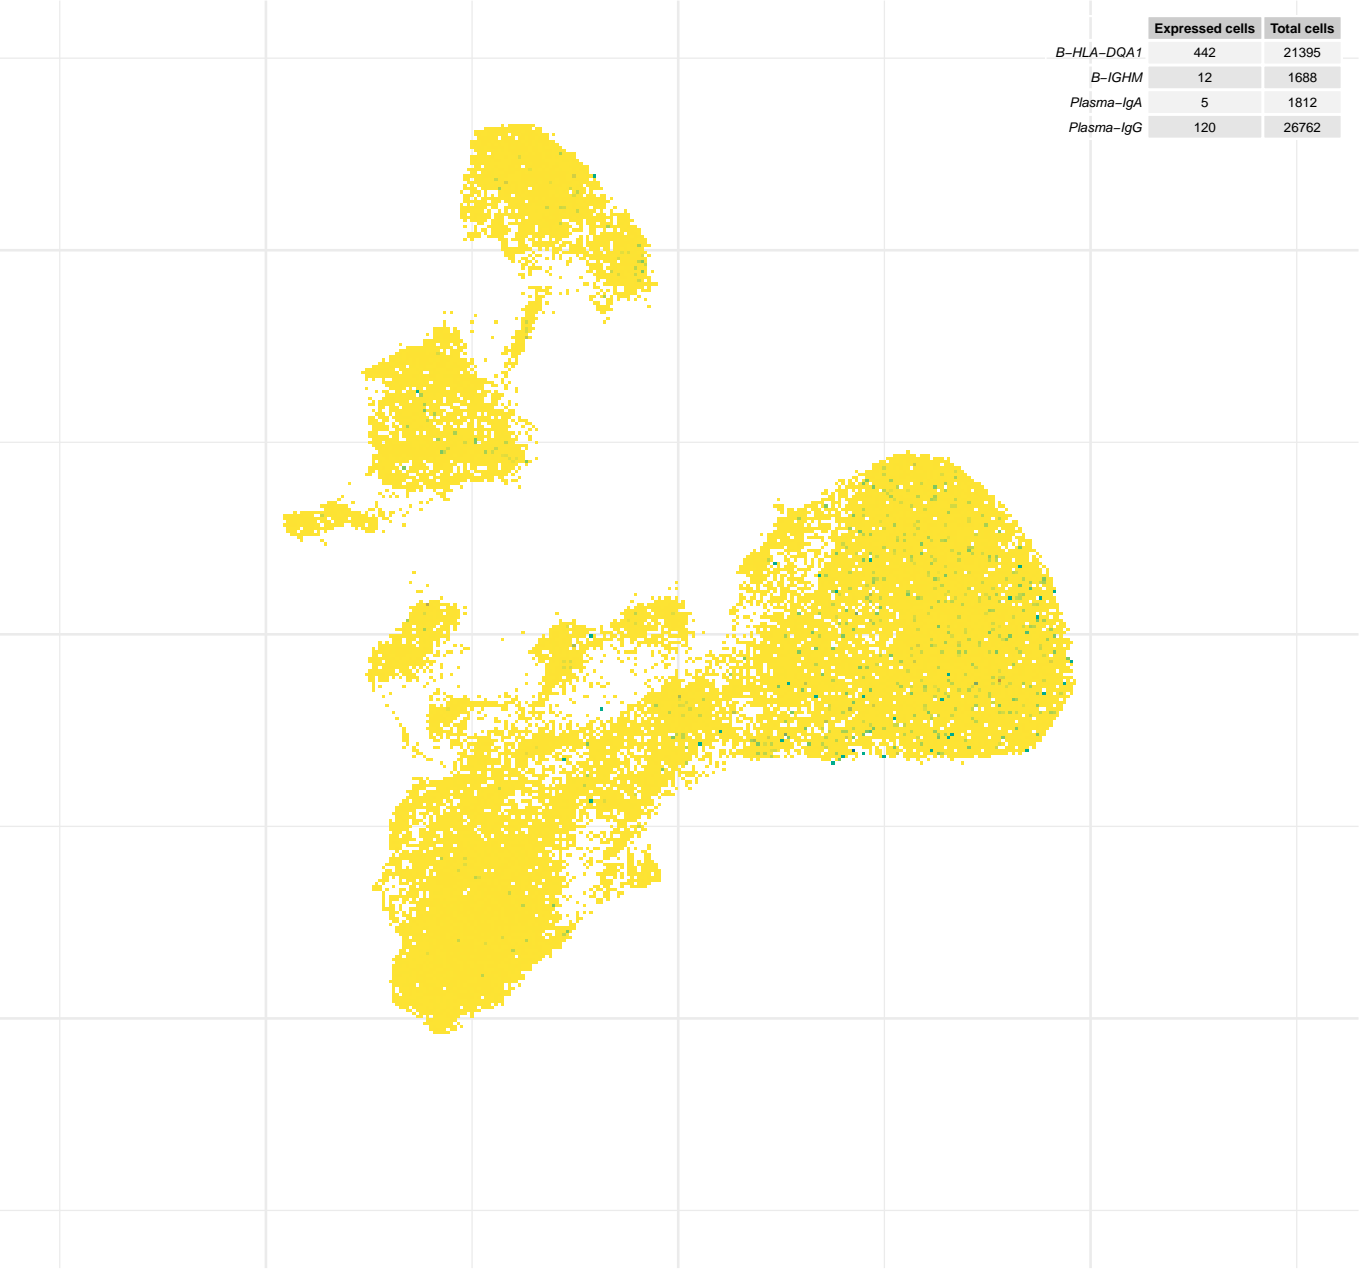 Expressed cells Total cells
B−HLA−DQA1 442 21395
B−IGHM 12 1688
Plasma−IgA 5 1812
Plasma−IgG 120 26762